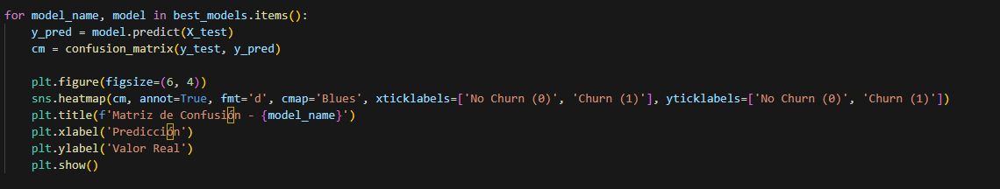 for model_name, model in best_models.items():
    y_pred = model.predict(X_test)
    cm = confusion_matrix(y_test, y_pred)

    plt.figure(figsize=(6, 4))
    sns.heatmap(cm, annot=True, fmt='d', cmap='Blues', xticklabels=['No Churn (0)', 'Churn (1)'], yticklabels=['No Churn (0)', 'Churn (1)'])
    plt.title(f'Matriz de Confusión - {model_name}')
    plt.xlabel('Predicción')
    plt.ylabel('Valor Real')
    plt.show()